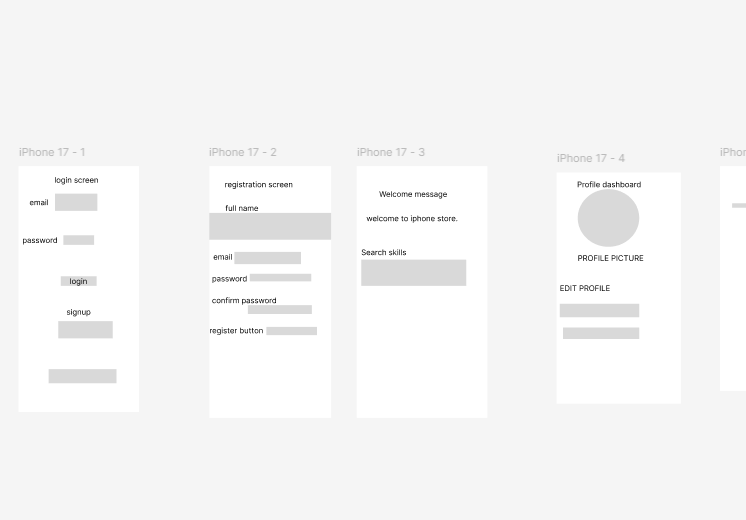 iPhone 17 - 1
login screen
email
password
login
signup
iPhone 17 - 2
registration screen
full name
email
password
confirm password
register button
iPhone 17 - 3
Welcome message
welcome to iphone store.
Search skills
iPhone 17 - 4
Profile dashboard
PROFILE PICTURE
EDIT PROFILE
iPho